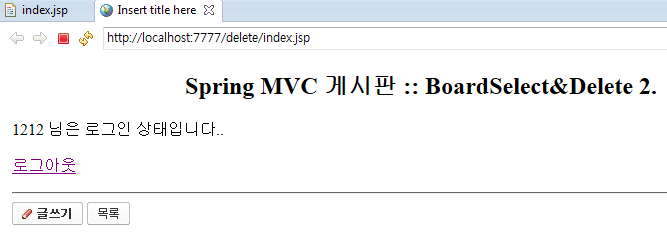 index.jsp Insert title here
http://localhost:7777/delete/index.jsp
Spring MVC 게시판 :: BoardSelect&Delete 2.
1212 님은 로그인 상태입니다..
로그아웃
글쓰기 목록